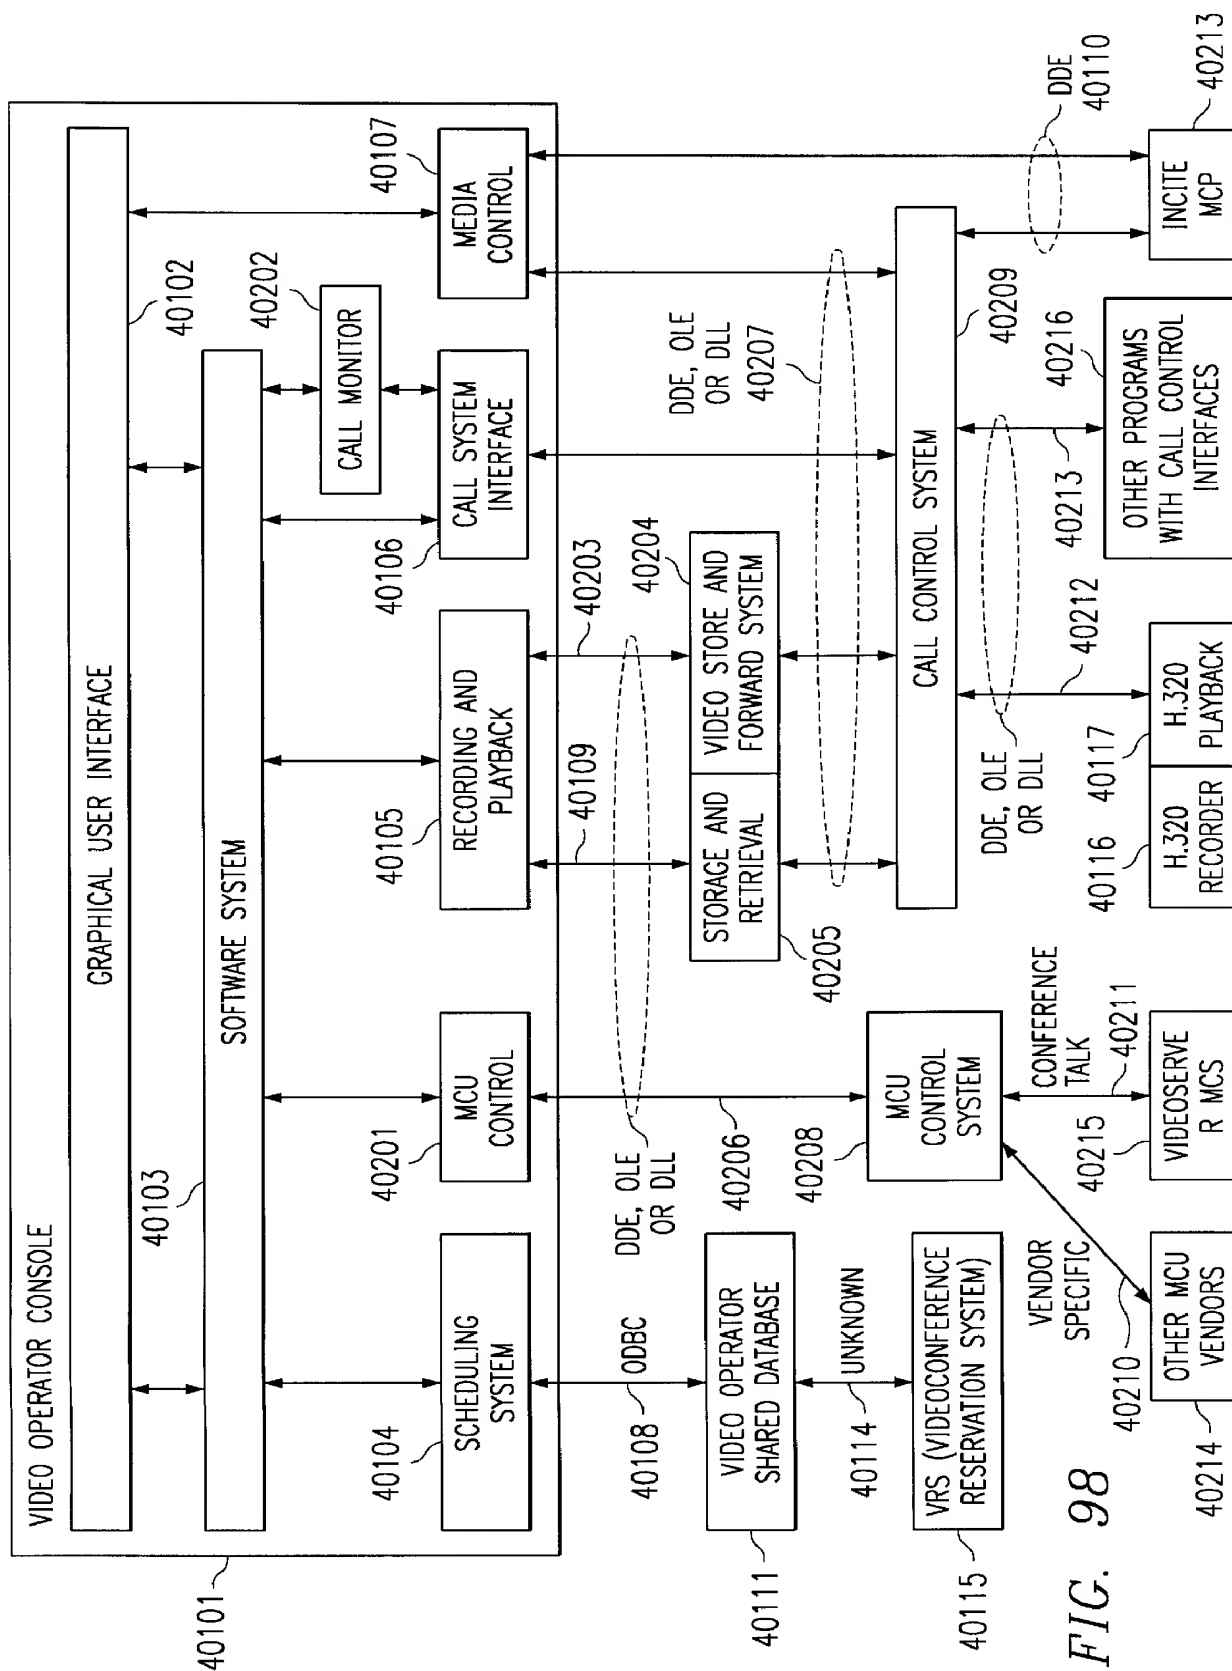 VIDEO OPERATOR CONSOLE
40101
GRAPHICAL USER INTERFACE
40102
40103
SOFTWARE SYSTEM
40202
CALL MONITOR
40104
SCHEDULING
SYSTEM
40201
MCU
CONTROL
40105
RECORDING AND
PLAYBACK
40106
CALL SYSTEM
INTERFACE
40107
MEDIA
CONTROL
40108
ODBC
DDE, OLE
OR DLL
40109
40203
40206
40111
VIDEO OPERATOR
SHARED DATABASE
40205
STORAGE AND
RETRIEVAL
40204
VIDEO STORE AND
FORWARD SYSTEM
DDE, OLE
OR DLL
40207
40114
UNKNOWN
40115
VRS (VIDEOCONFERENCE
RESERVATION SYSTEM)
40208
MCU
CONTROL
SYSTEM
CALL CONTROL SYSTEM
40209
VENDOR
SPECIFIC
40210
CONFERENCE
TALK
40211
DDE, OLE
OR DLL
40212
40213
DDE
40110
40214
OTHER MCU
VENDORS
40215
VIDEOSERVE
R MCS
40116
H.320
RECORDER
40117
H.320
PLAYBACK
40216
OTHER PROGRAMS
WITH CALL CONTROL
INTERFACES
40213
INCITE
MCP
FIG. 98